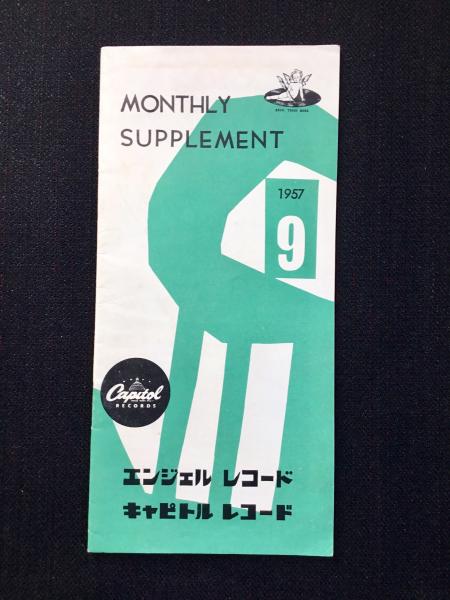 MONTHLY
SUPPLEMENT
1957
9
Capitol
RECORDS
エンジェル レコード
キャピトル レコード